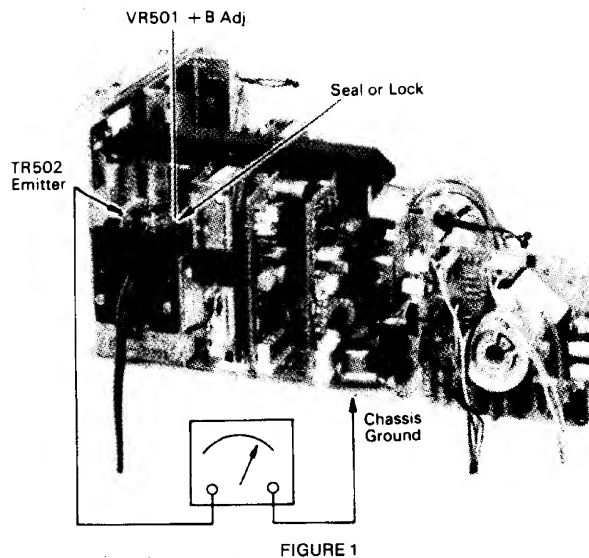 VR501 + B Adj
Seal or Lock
TR502
Emitter
Chassis
Ground
FIGURE 1